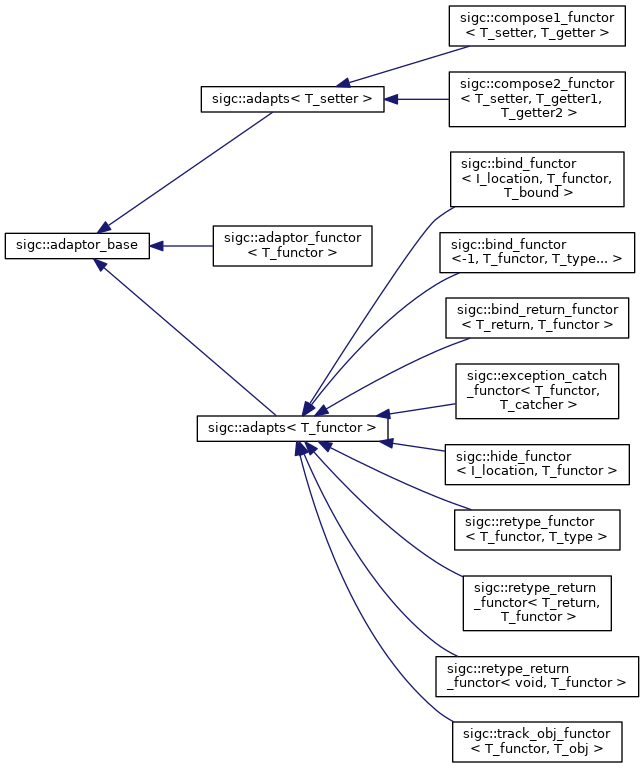 sigc::compose1_functor
< T_setter, T_getter >
sigc::adapts< T_setter >
sigc::compose2_functor
< T_setter, T_getter1,
T_getter2 >
sigc::bind_functor
< I_location, T_functor,
T_bound >
sigc::adaptor_base
sigc::adaptor_functor
< T_functor >
sigc::bind_functor
<-1, T_functor, T_type... >
sigc::bind_return_functor
< T_return, T_functor >
sigc::exception_catch
_functor< T_functor,
T_catcher >
sigc::adapts< T_functor >
sigc::hide_functor
< I_location, T_functor >
sigc::retype_functor
< T_functor, T_type >
sigc::retype_return
_functor< T_return,
T_functor >
sigc::retype_return
_functor< void, T_functor >
sigc::track_obj_functor
< T_functor, T_obj >